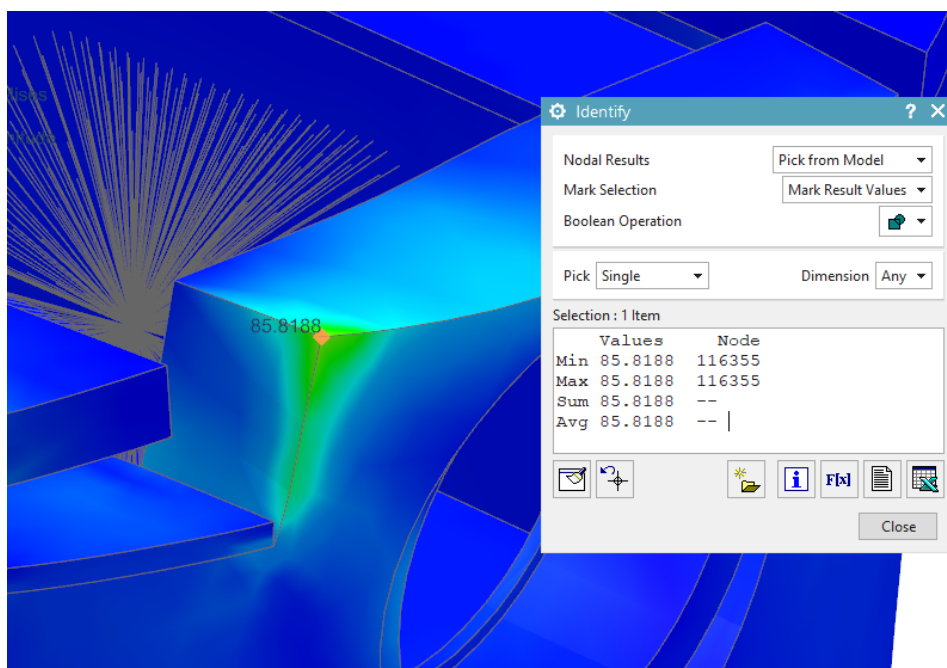 Identify
?
X
Nodal Results
Pick from Model
Mark Selection
Mark Result Values
Boolean Operation
Pick
Single
Dimension
Any
Selection : 1 Item
Values Node
Min 85.8188 116355
Max 85.8188 116355
Sum 85.8188 --
Avg 85.8188 --
i
F[x]
Close
85.8188